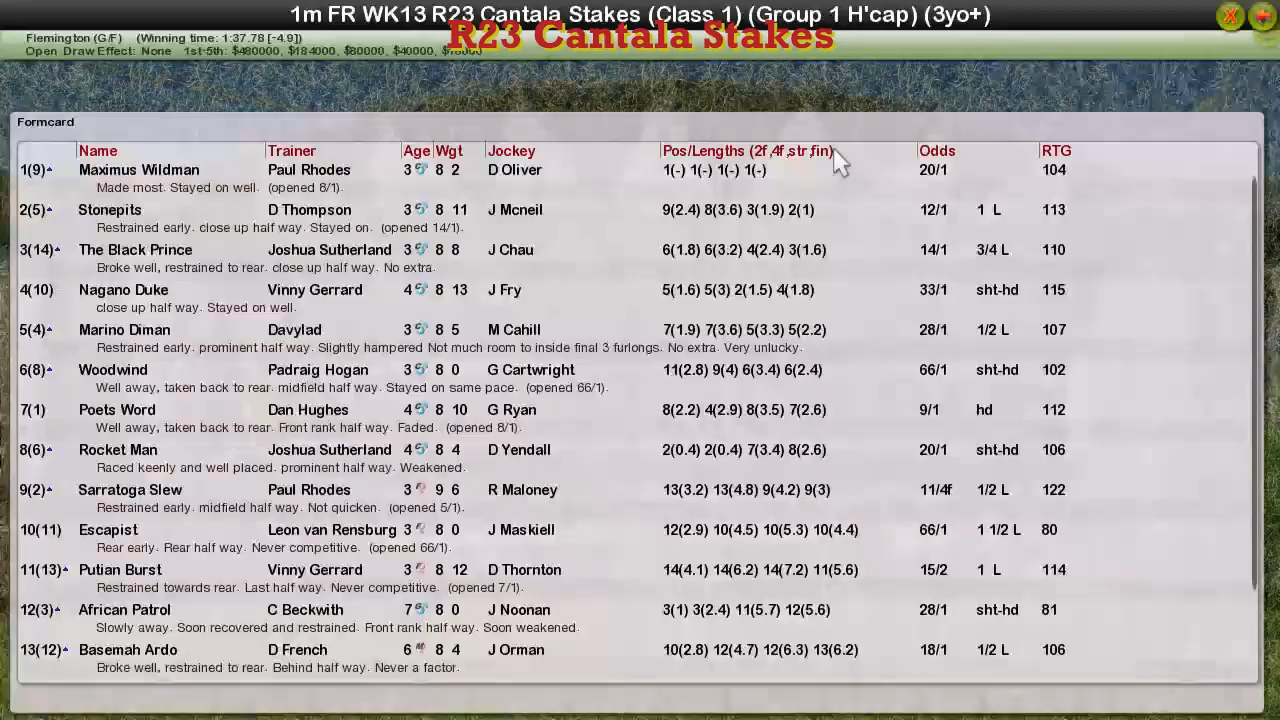 1m FR WK13 R23 Cantala Stakes (Class 1) (Group 1 H'cap) (3yo+)
R23 Cantala Stakes
Flemington (G/F) (Winning time: 1:37.78 [-4.9])
Open Draw Effect: None 1st-5th: $480000, $184000, $80000, $40000,
Formcard
Name Trainer Age Wgt Jockey Pos/Lengths (2f,4f,str,fin) Odds RTG
1(9) Maximus Wildman Paul Rhodes 3 8 2 D Oliver 1(-) 1(-) 1(-) 1(-) 20/1 104
Made most. Stayed on well. (opened 8/1).
2(5) Stonepits D Thompson 3 8 11 J Mcneil 9(2.4) 8(3.6) 3(1.9) 2(1) 12/1 1 L 113
Restrained early. close up half way. Stayed on. (opened 14/1).
3(14) The Black Prince Joshua Sutherland 3 8 8 J Chau 6(1.8) 6(3.2) 4(2.4) 3(1.6) 14/1 3/4 L 110
Broke well, restrained to rear. close up half way. No extra.
4(10) Nagano Duke Vinny Gerrard 4 8 13 J Fry 5(1.6) 5(3) 2(1.5) 4(1.8) 33/1 sht-hd 115
close up half way. Stayed on well.
5(4) Marino Diman Davylad 3 8 5 M Cahill 7(1.9) 7(3.6) 5(3.3) 5(2.2) 28/1 1/2 L 107
Restrained early. prominent half way. Slightly hampered Not much room to inside final 3 furlongs. No extra. Very unlucky.
6(8) Woodwind Padraig Hogan 3 8 0 G Cartwright 11(2.8) 9(4) 6(3.4) 6(2.4) 66/1 sht-hd 102
Well away, taken back to rear. midfield half way. Stayed on same pace. (opened 66/1).
7(1) Poets Word Dan Hughes 4 8 10 G Ryan 8(2.2) 4(2.9) 8(3.5) 7(2.6) 9/1 hd 112
Well away, taken back to rear. Front rank half way. Faded. (opened 8/1).
8(6) Rocket Man Joshua Sutherland 4 8 4 D Yendall 2(0.4) 2(0.4) 7(3.4) 8(2.6) 20/1 sht-hd 106
Raced keenly and well placed. prominent half way. Weakened.
9(2) Sarratoga Slew Paul Rhodes 3 9 6 R Maloney 13(3.2) 13(4.8) 9(4.2) 9(3) 11/4f 1/2 L 122
Restrained early. midfield half way. Not quicken. (opened 5/1).
10(11) Escapist Leon van Rensburg 3 8 0 J Maskiell 12(2.9) 10(4.5) 10(5.3) 10(4.4) 66/1 1 1/2 L 80
Rear early. Rear half way. Never competitive. (opened 66/1).
11(13) Putian Burst Vinny Gerrard 3 8 12 D Thornton 14(4.1) 14(6.2) 14(7.2) 11(5.6) 15/2 1 L 114
Restrained towards rear. Last half way. Never competitive. (opened 7/1).
12(3) African Patrol C Beckwith 7 8 0 J Noonan 3(1) 3(2.4) 11(5.7) 12(5.6) 28/1 sht-hd 81
Slowly away. Soon recovered and restrained. Front rank half way. Soon weakened.
13(12) Basemah Ardo D French 6 8 4 J Orman 10(2.8) 12(4.7) 12(6.3) 13(6.2) 18/1 1/2 L 106
Broke well, restrained to rear. Behind half way. Never a factor.